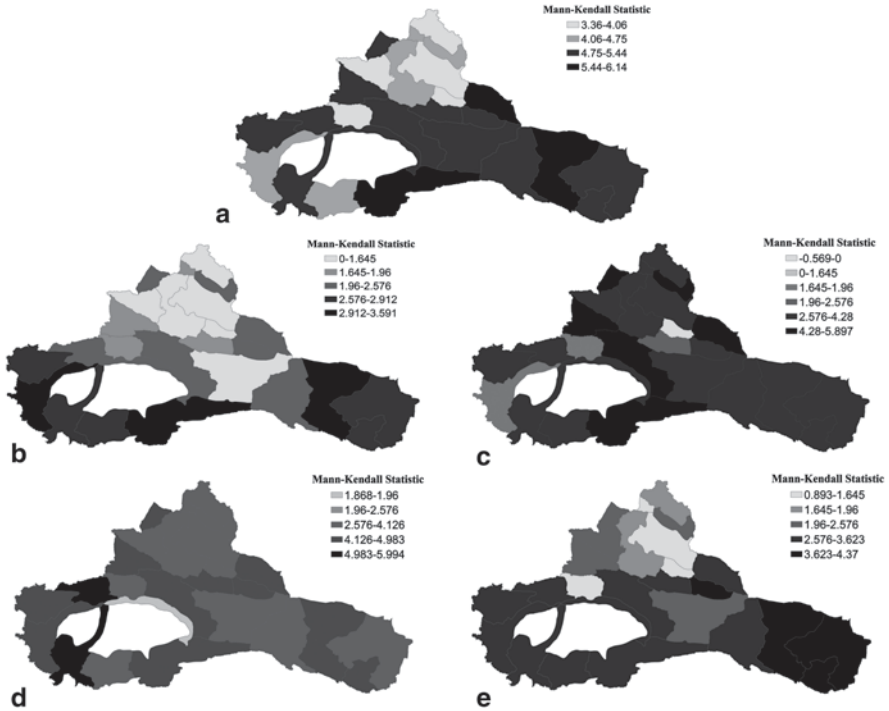 Mann-Kendall Statistic
3.36-4.06
4.06-4.75
4.75-5.44
5.44-6.14
a
Mann-Kendall Statistic
0-1.645
1.645-1.96
1.96-2.576
2.576-2.912
2.912-3.591
b
Mann-Kendall Statistic
-0.569-0
0-1.645
1.645-1.96
1.96-2.576
2.576-4.28
4.28-5.897
c
Mann-Kendall Statistic
1.868-1.96
1.96-2.576
2.576-4.126
4.126-4.983
4.983-5.994
d
Mann-Kendall Statistic
0.893-1.645
1.645-1.96
1.96-2.576
2.576-3.623
3.623-4.37
e